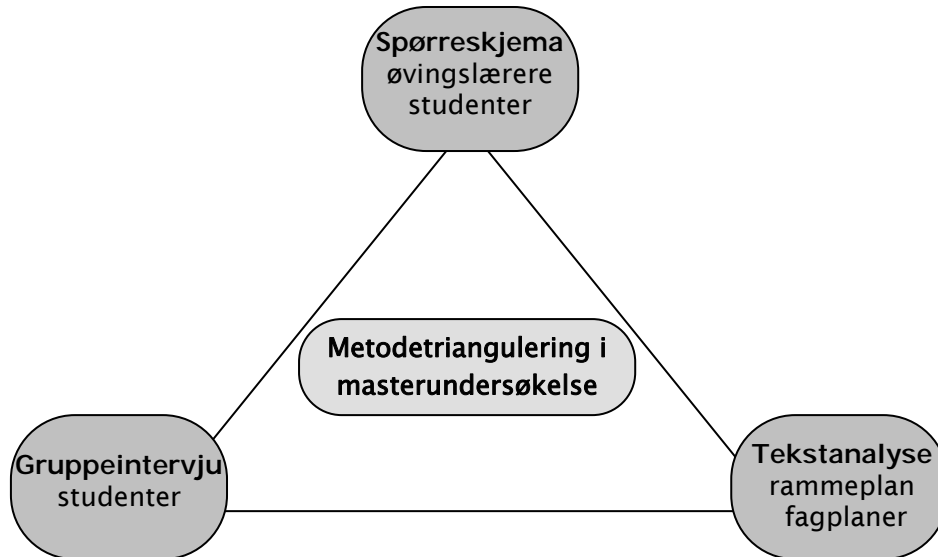 Spørreskjema
øvingslærere
studenter
Metodetriangulering i
masterundersøkelse
Gruppeintervju
studenter
Tekstanalyse
rammeplan
fagplaner